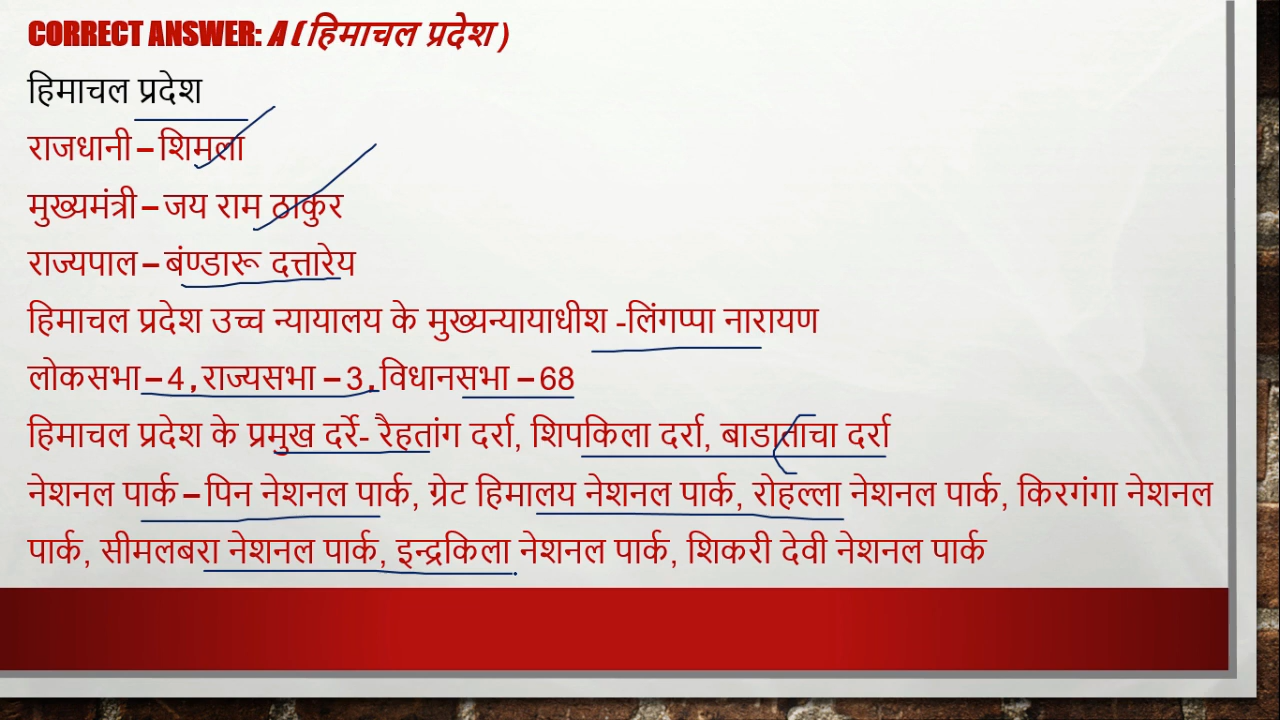 CORRECT ANSWER: A ( हिमाचल प्रदेश )
हिमाचल प्रदेश
राजधानी – शिमला
मुख्यमंत्री – जय राम ठाकुर
राज्यपाल – बंण्डारू दत्तारेय
हिमाचल प्रदेश उच्च न्यायालय के मुख्यन्यायाधीश -लिंगप्पा नारायण
लोकसभा – 4 , राज्यसभा – 3 , विधानसभा – 68
हिमाचल प्रदेश के प्रमुख दर्रे- रैहतांग दर्रा, शिपकिला दर्रा, बाडाताचा दर्रा
नेशनल पार्क – पिन नेशनल पार्क, ग्रेट हिमालय नेशनल पार्क, रोहल्ला नेशनल पार्क, किरगंगा नेशनल
पार्क, सीमलबरा नेशनल पार्क, इन्द्रकिला नेशनल पार्क, शिकरी देवी नेशनल पार्क